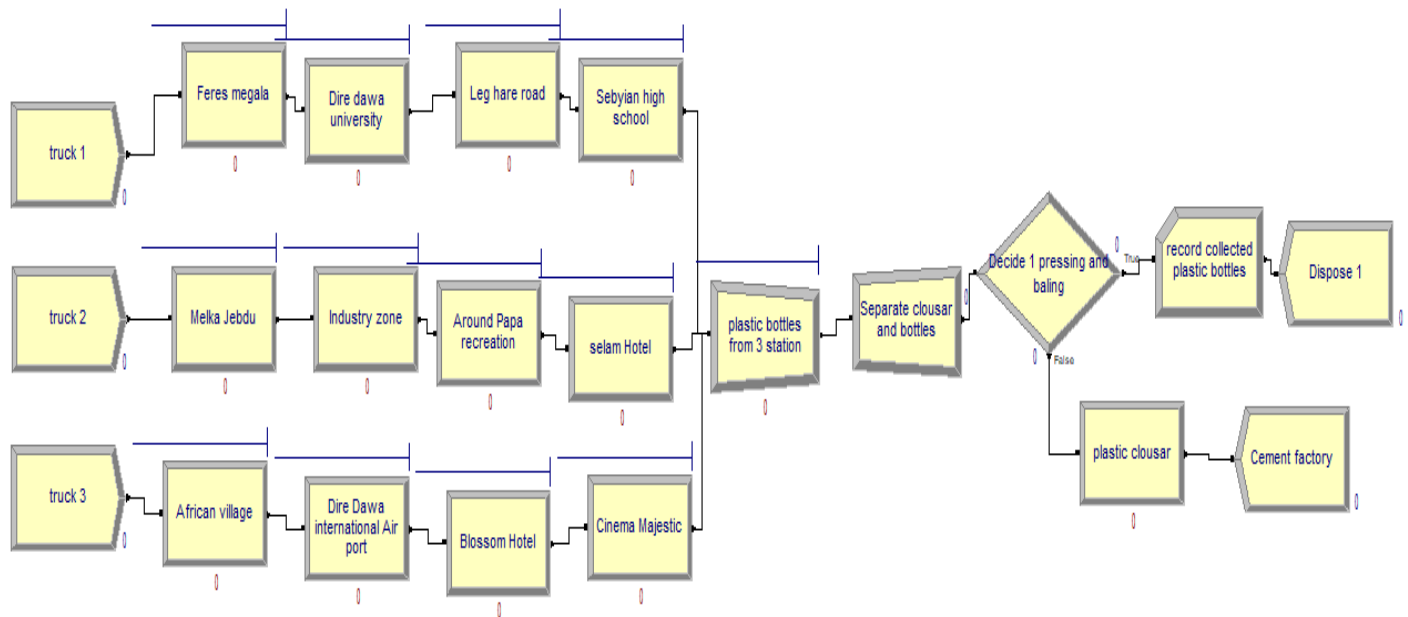 truck 1
0
Feres megala
0
Dire dawa
university
0
Leg hare road
0
Sebyian high
school
0
truck 2
0
Melka Jebdu
0
Industry zone
0
Around Papa
recreation
0
selam Hotel
0
truck 3
0
African village
0
Dire Dawa
international Air
port
0
Blossom Hotel
0
Cinema Majestic
0
plastic bottles
from 3 station
0
Separate clousar
and bottles
0
Decide 1 pressing and
baling
0
True
0
False
record collected
plastic bottles
Dispose 1
0
plastic clousar
0
Cement factory
0